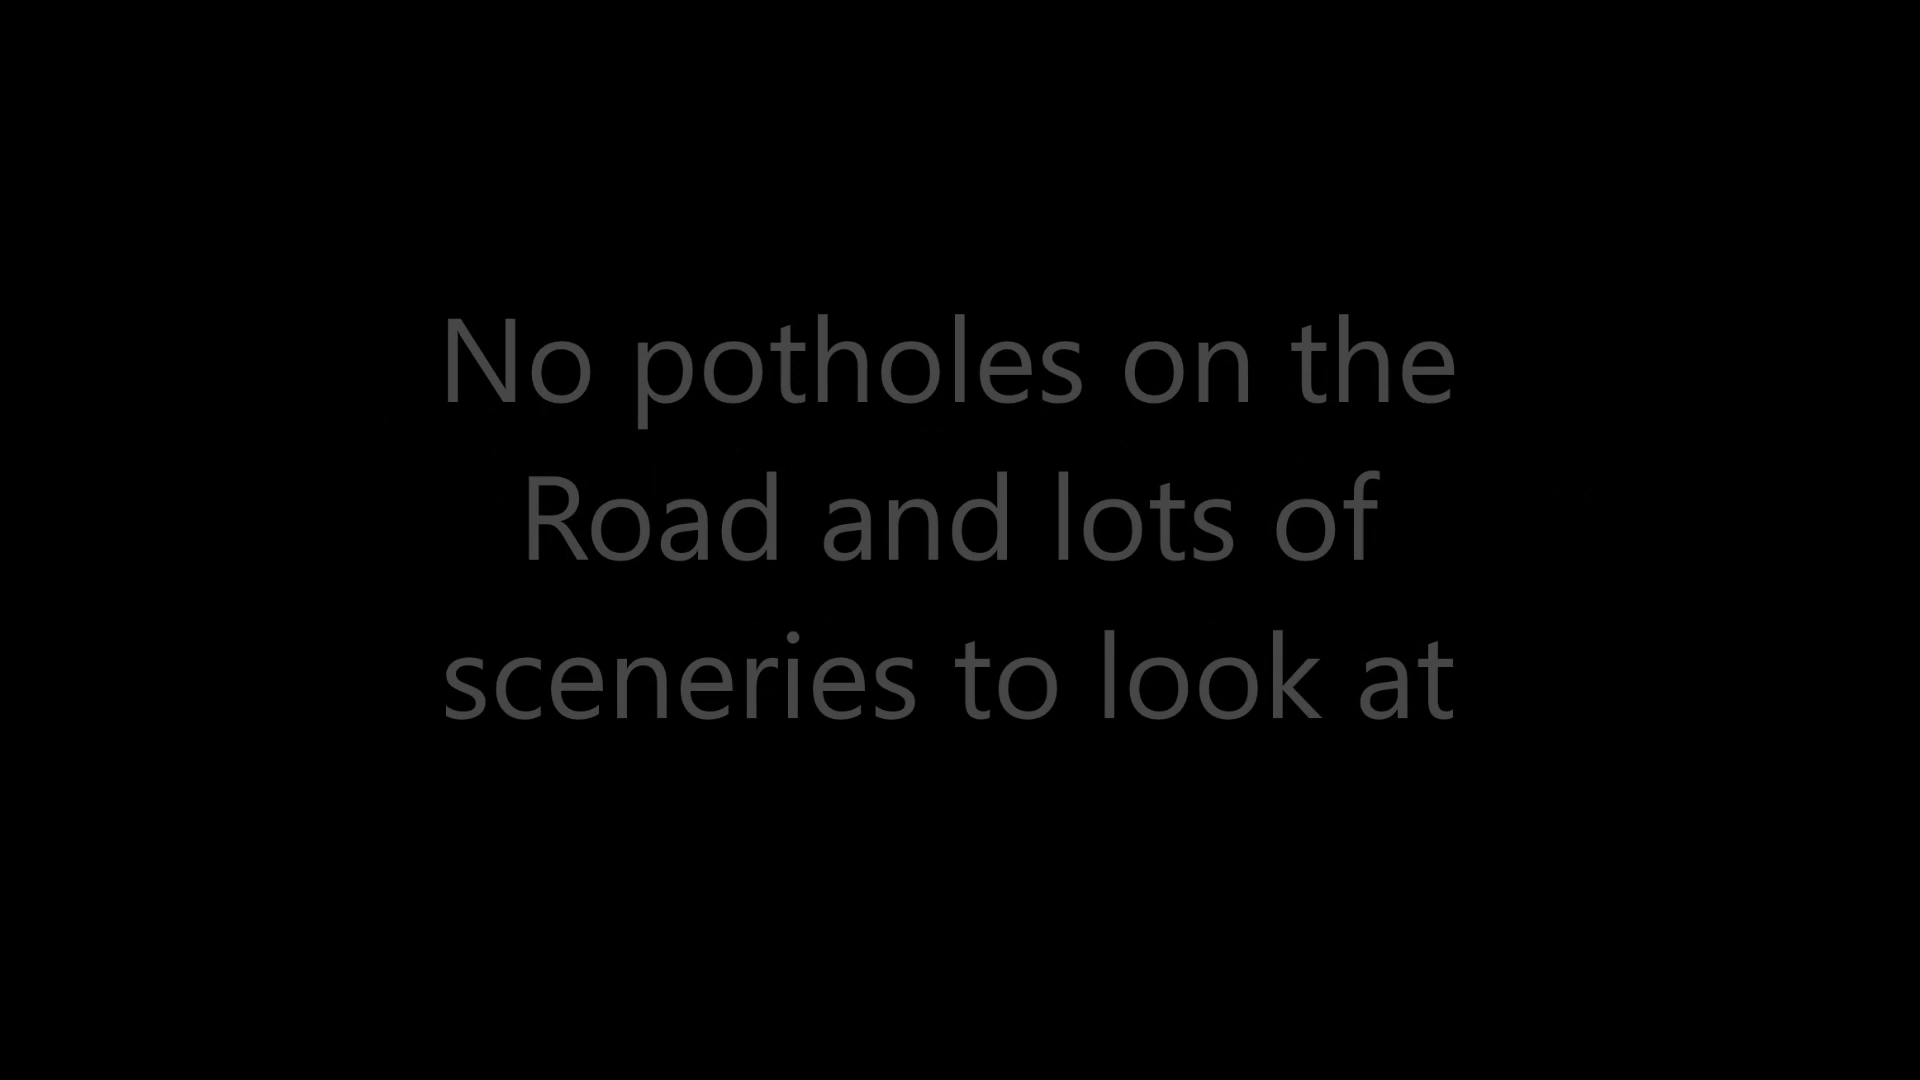 No potholes on the
Road and lots of
sceneries to look at